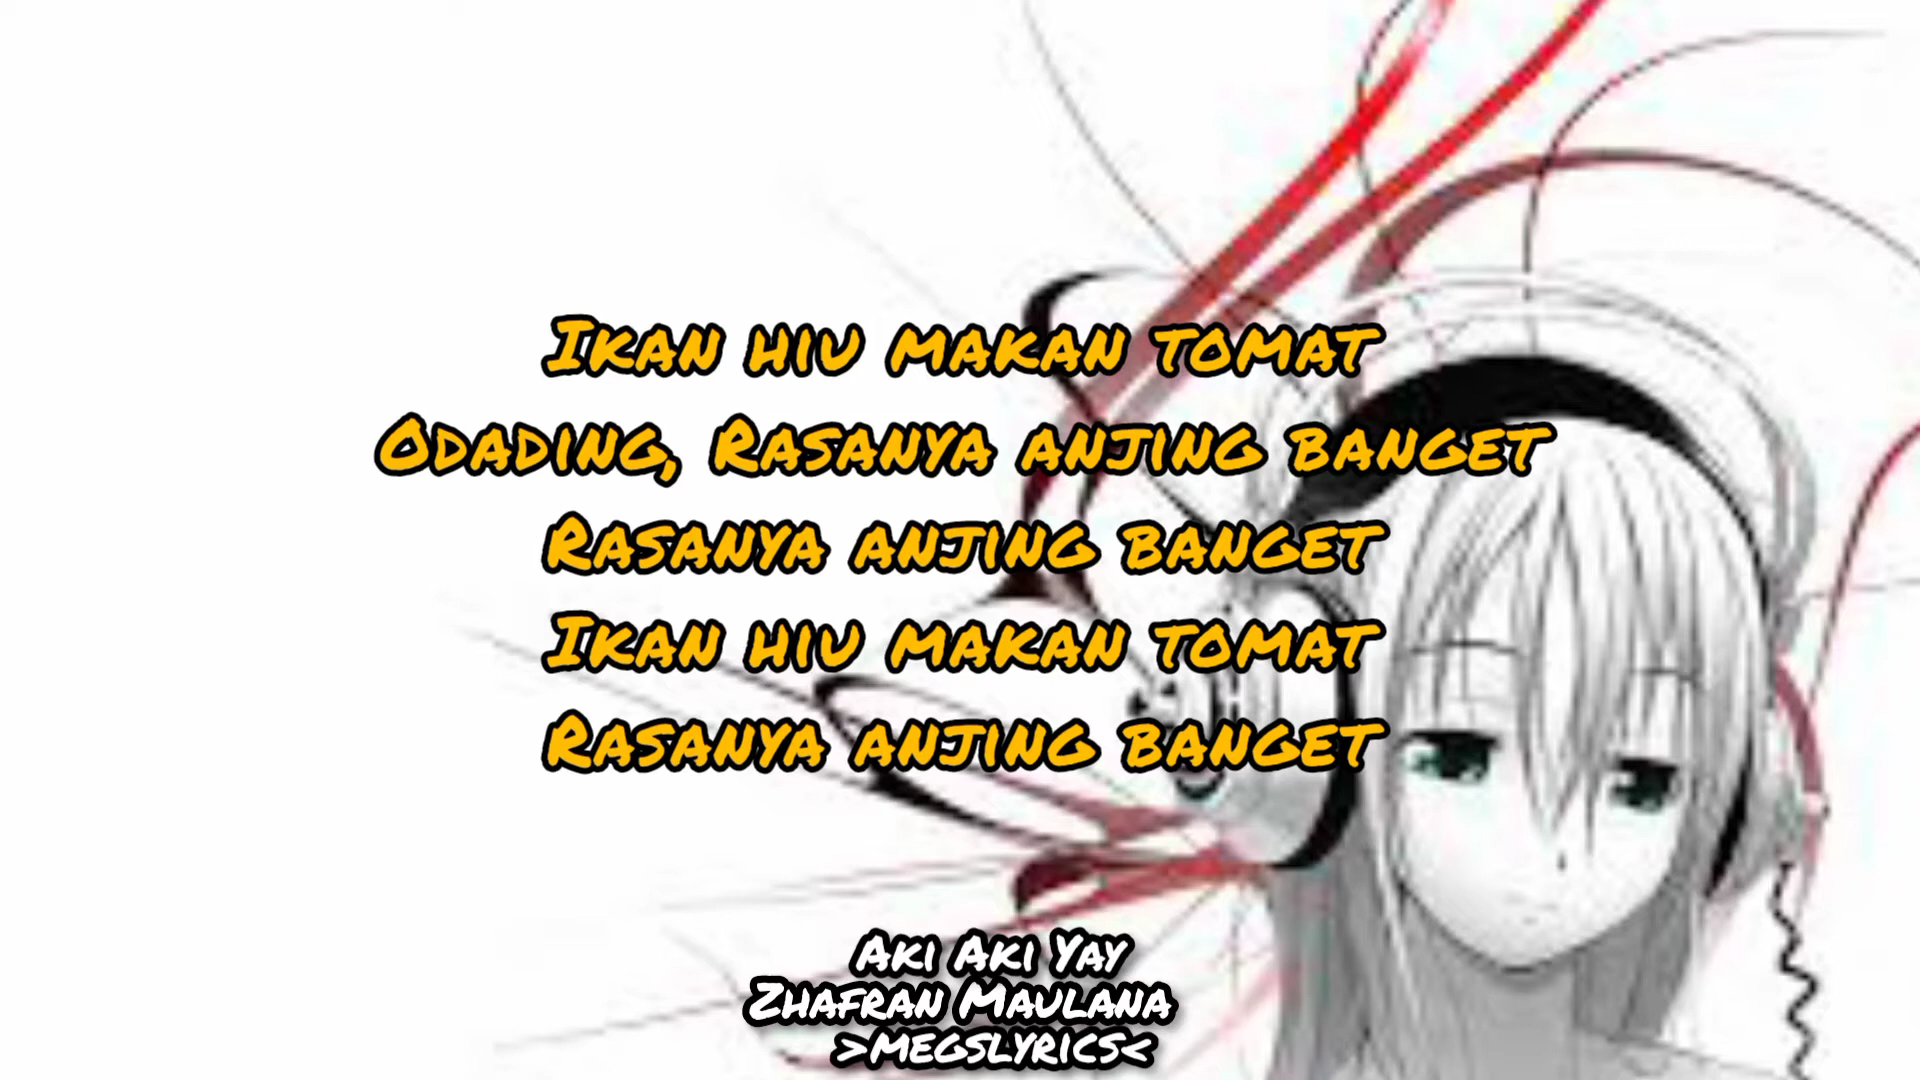 Ikan hiu makan tomat
Odading, Rasanya anjing banget
Rasanya anjing banget
Ikan hiu makan tomat
Rasanya anjing banget
Aki Aki Yay
Zhafran Maulana
>megslyrics<